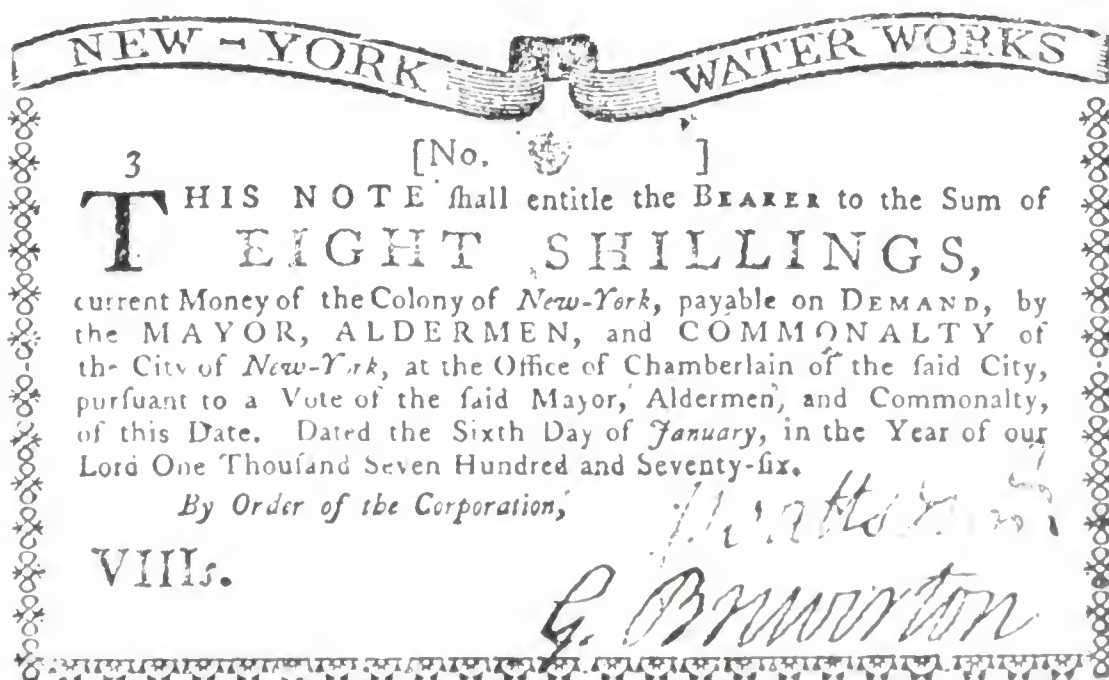 NEW-YORK WATER WORKS
[No. ]
3
THIS NOTE ſhall entitle the BEARER to the Sum of
EIGHT SHILLINGS,
current Money of the Colony of New-York, payable on DEMAND, by
the MAYOR, ALDERMEN, and COMMONALTY of
the City of New-York, at the Office of Chamberlain of the ſaid City,
purſuant to a Vote of the ſaid Mayor, Aldermen, and Commonalty,
of this Date. Dated the Sixth Day of January, in the Year of our
Lord One Thouſand Seven Hundred and Seventy-ſix.
By Order of the Corporation,
VIIIs.
G. Brewerton